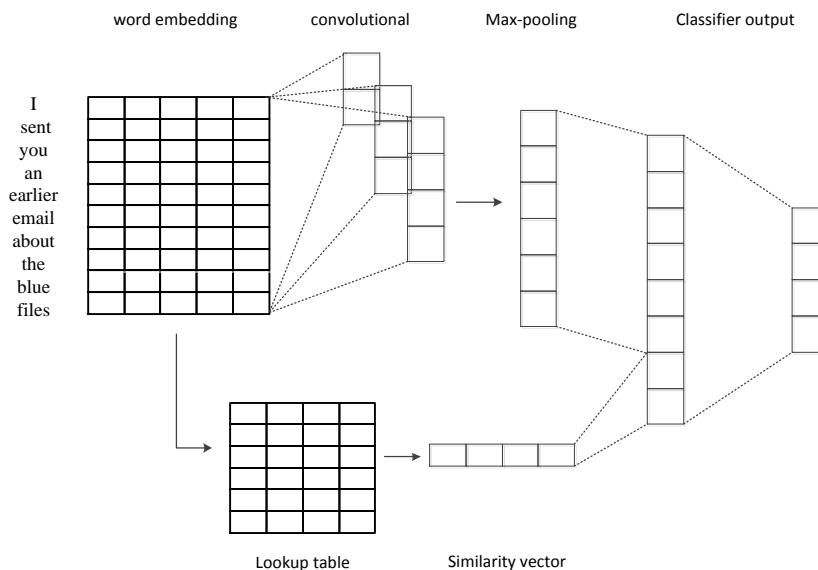 word embedding
convolutional
Max-pooling
Classifier output
I
sent
you
an
earlier
email
about
the
blue
files
Lookup table
Similarity vector